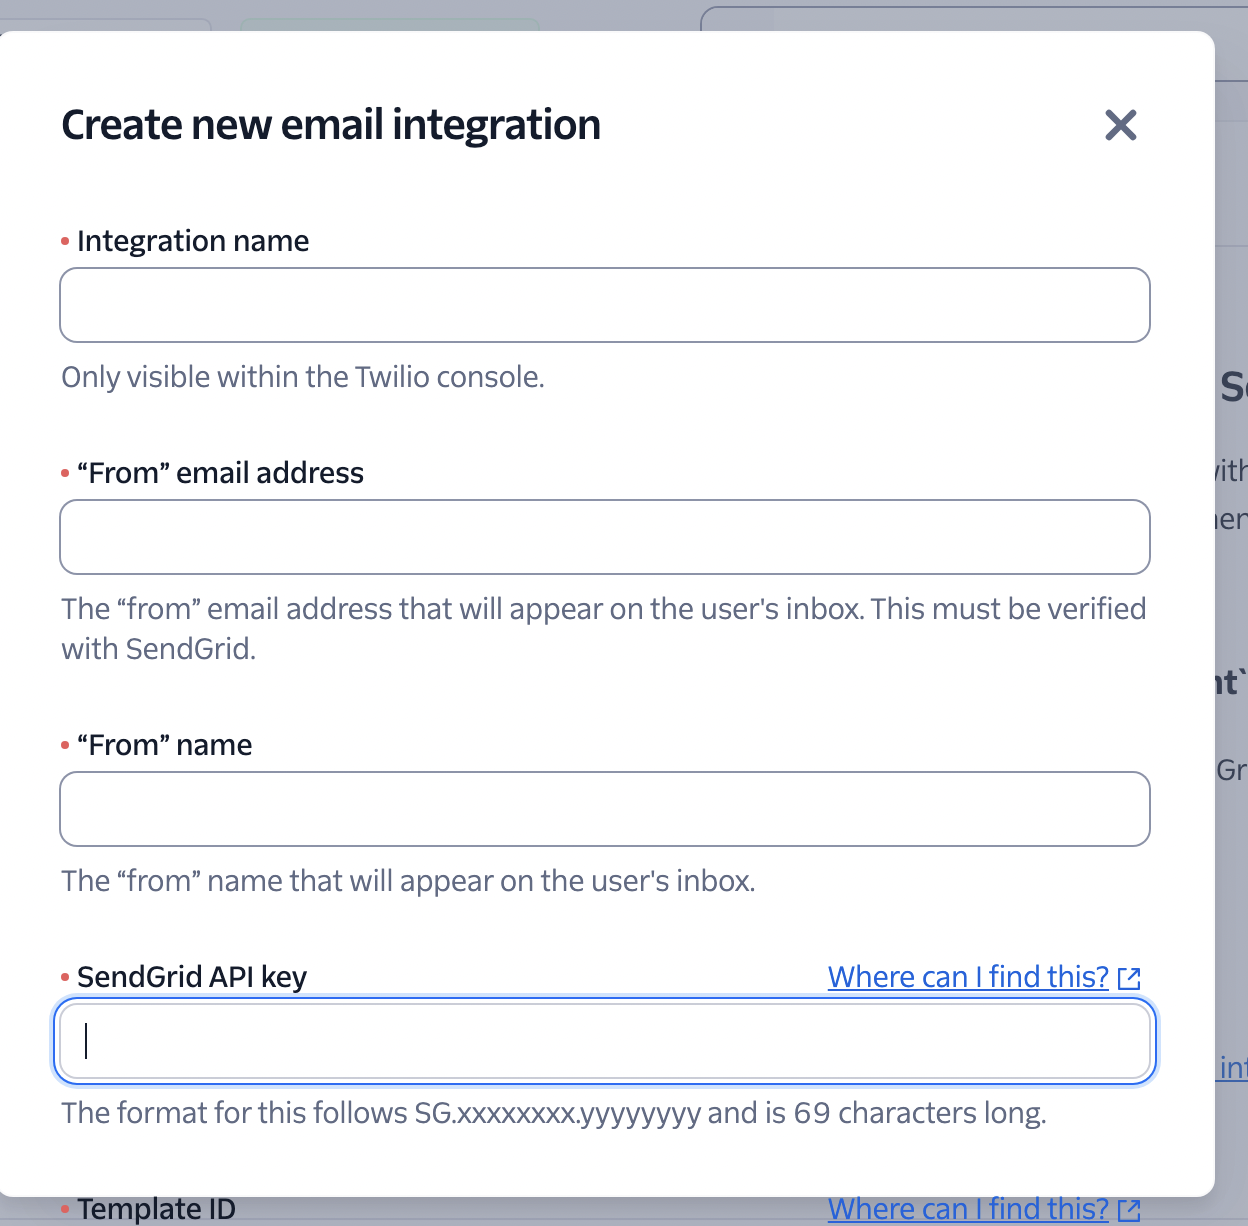 Create new email integration
Integration name
Only visible within the Twilio console.
“From” email address
The “from” email address that will appear on the user's inbox. This must be verified
with SendGrid.
“From” name
The “from” name that will appear on the user's inbox.
SendGrid API key
Where can I find this?
The format for this follows SG.xxxxxxxx.yyyyyyyy and is 69 characters long.
Template ID
Where can I find this?